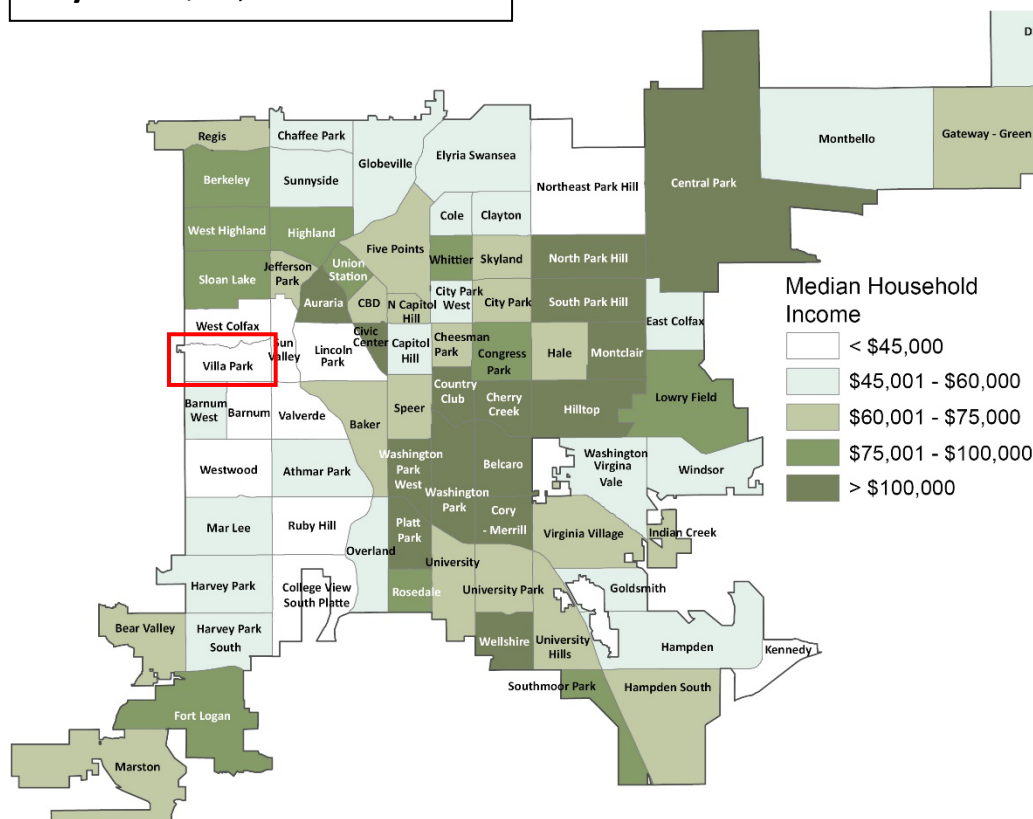 D
Regis
Chaffee Park
Globeville
Elyria Swansea
Montbello
Gateway - Green
Berkeley
Sunnyside
Northeast Park Hill
Central Park
Cole
Clayton
West Highland
Highland
Five Points
Union
Station
Whittier
Skyland
North Park Hill
Sloan Lake
Jefferson
Park
Auraria
CBD
N Capitol
Hill
City Park
West
City Park
South Park Hill
Median Household
Income
West Colfax
Sun
Valley
Lincoln
Park
Civic
Center
Capitol
Hill
Cheesman
Park
Congress
Park
Hale
Montclair
East Colfax
< $45,000
Villa Park
$45,001 - $60,000
Barnum
West
Barnum
Valverde
Baker
Speer
Country
Club
Cherry
Creek
Hilltop
Lowry Field
$60,001 - $75,000
$75,001 - $100,000
Westwood
Athmar Park
Washington
Park
West
Washington
Park
Belcaro
Washington
Virgina
Vale
Windsor
> $100,000
Mar Lee
Ruby Hill
Overland
Platt
Park
Cory
- Merrill
Virginia Village
Indian Creek
Harvey Park
College View
South Platte
Rosedale
University
University Park
Goldsmith
Bear Valley
Harvey Park
South
Wellshire
University
Hills
Hampden
Kennedy
Southmoor Park
Hampden South
Fort Logan
Marston